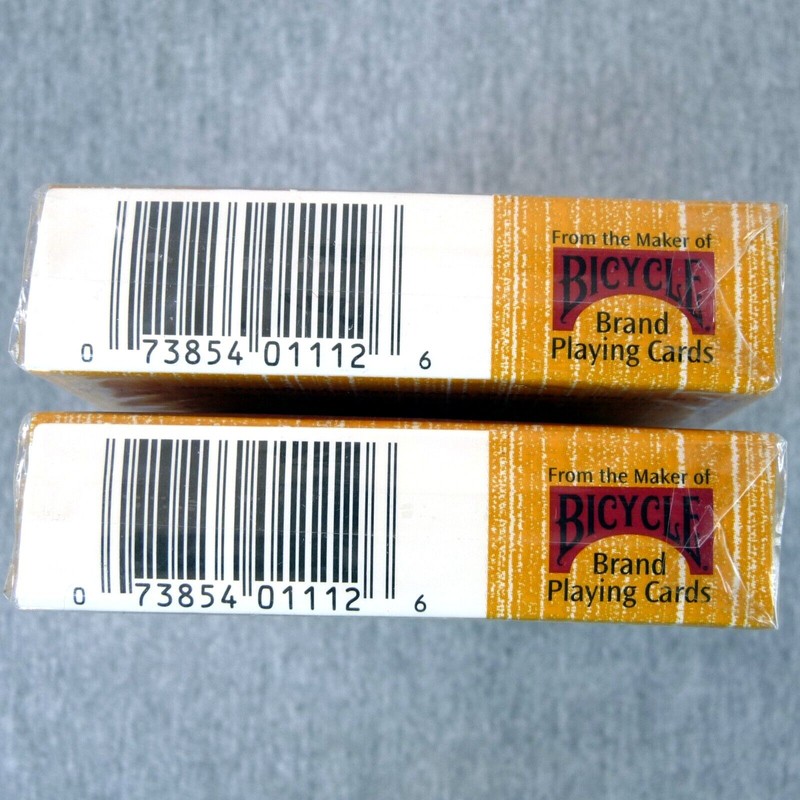 0 73854 01112 6
From the Maker of
BICYCLE
Brand
Playing Cards
0 73854 01112 6
From the Maker of
BICYCLE
Brand
Playing Cards